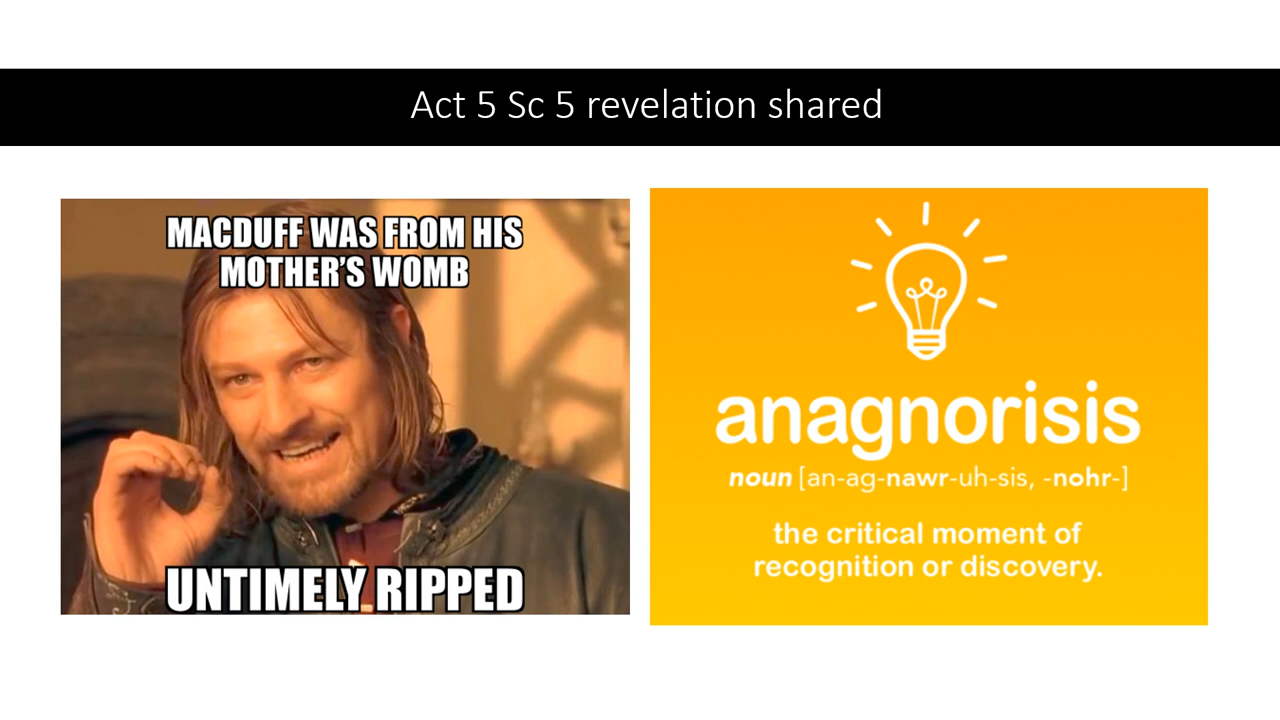 Act 5 Sc 5 revelation shared
MACDUFF WAS FROM HIS
MOTHER'S WOMB
UNTIMELY RIPPED
anagnorisis
noun [an-ag-nawr-uh-sis, -nohr-]
the critical moment of
recognition or discovery.